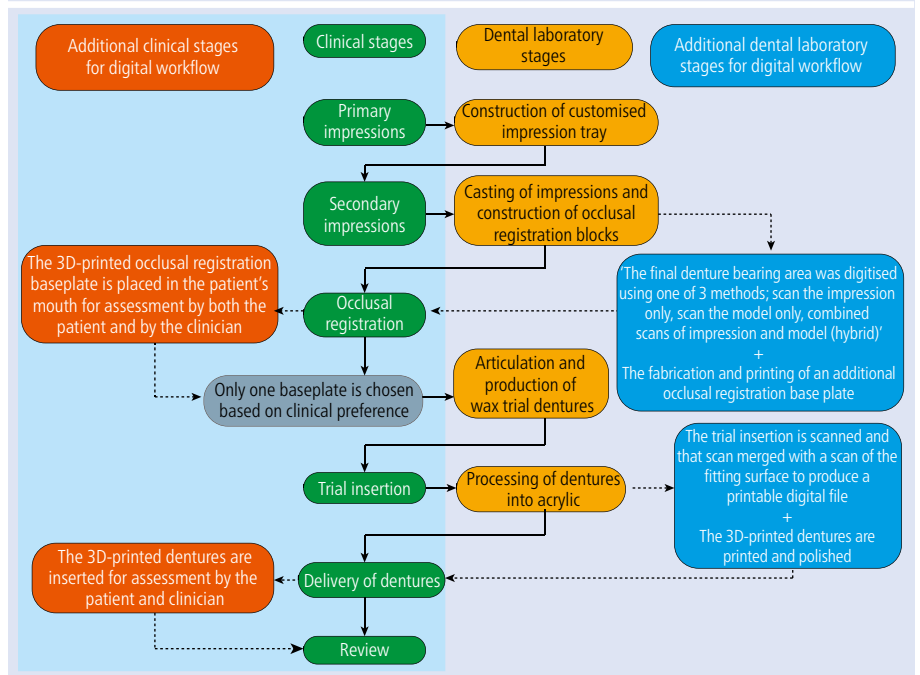 Additional clinical stages
for digital workflow
Clinical stages
Dental laboratory
stages
Additional dental laboratory
stages for digital workflow
Primary
impressions
Construction of customised
impression tray
Secondary
impressions
Casting of impressions and
construction of occlusal
registration blocks
The 3D-printed occlusal registration
baseplate is placed in the patient’s
mouth for assessment by both the
patient and by the clinician
Occlusal
registration
‘The final denture bearing area was digitised
using one of 3 methods; scan the impression
only, scan the model only, combined
scans of impression and model (hybrid)’
+
The fabrication and printing of an additional
occlusal registration base plate
Only one baseplate is chosen
based on clinical preference
Articulation and
production of
wax trial dentures
Trial insertion
Processing of dentures
into acrylic
The trial insertion is scanned and
that scan merged with a scan of the
fitting surface to produce a
printable digital file
+
The 3D-printed dentures are
printed and polished
The 3D-printed dentures are
inserted for assessment by the
patient and clinician
Delivery of dentures
Review